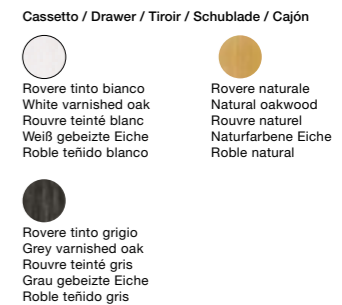 Cassetto / Drawer / Tiroir / Schublade / Cajón
Rovere tinto bianco
White varnished oak
Rouvre teinté blanc
Weiß gebeizte Eiche
Roble teñido blanco
Rovere naturale
Natural oakwood
Rouvre naturel
Naturfarbene Eiche
Roble natural
Rovere tinto grigio
Grey varnished oak
Rouvre teinté gris
Grau gebeizte Eiche
Roble teñido gris